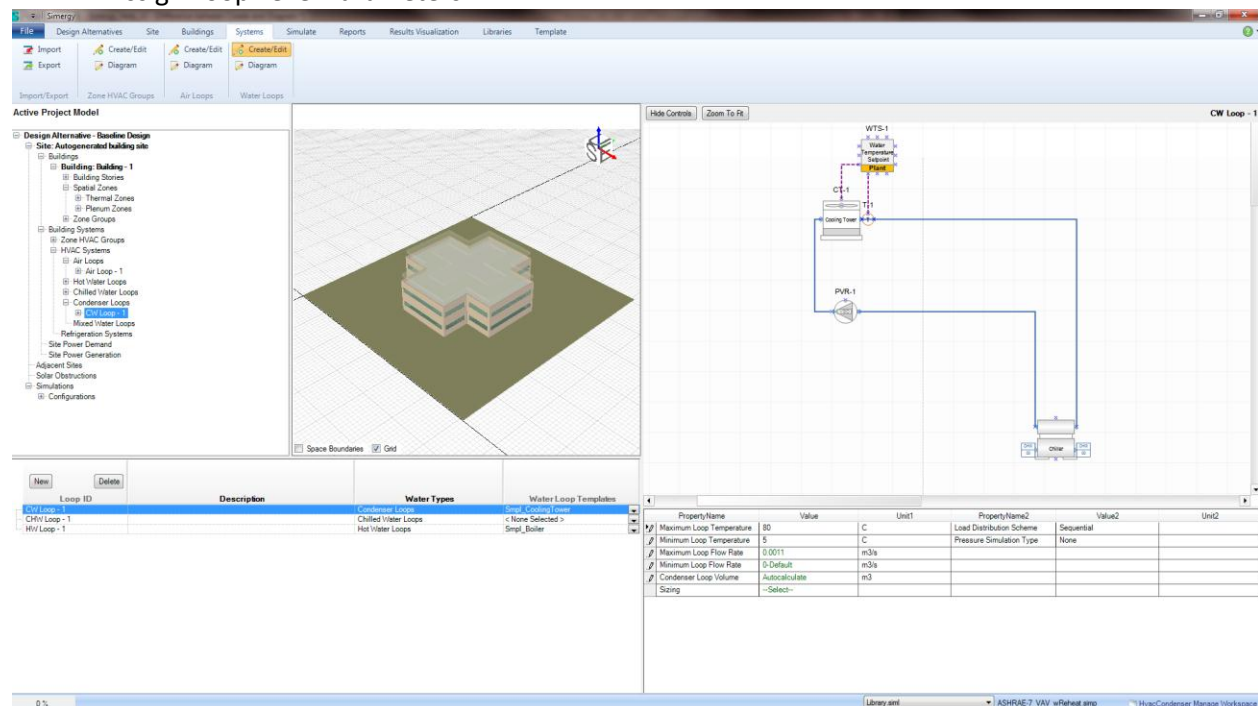 Simergy
File Design Alternatives Site Buildings Systems Simulate Reports Results Visualization Libraries Template
Import Create/Edit Create/Edit Create/Edit
Export Diagram Diagram Diagram
Import/Export Zone HVAC Groups Air Loops Water Loops
Active Project Model
Design Alternative - Baseline Design
Site: Autogenerated building site
Buildings
Building: Building - 1
Building Stories
Spatial Zones
Thermal Zones
Plenum Zones
Zone Groups
Building Systems
Zone HVAC Groups
HVAC Systems
Air Loops
Air Loop - 1
Hot Water Loops
Chilled Water Loops
Condenser Loops
CW Loop - 1
Mixed Water Loops
Refrigeration Systems
Site Power Demand
Site Power Generation
Adjacent Sites
Solar Obstructions
Simulations
Configurations
Space Boundaries Grid
Hide Controls Zoom To Fit CW Loop - 1
WTS-1
Water
Temperature
Setpoint
Plant
CT-1
T-1
Cooling Tower
PVR-1
Chiller
New Delete
Loop ID Description Water Types Water Loop Templates
CW Loop - 1 Condenser Loops Smpl_CoolingTower
CHW Loop - 1 Chilled Water Loops < None Selected >
HW Loop - 1 Hot Water Loops Smpl_Boiler
PropertyName Value Unit1 PropertyName2 Value2 Unit2
Maximum Loop Temperature 80 C Load Distribution Scheme Sequential
Minimum Loop Temperature 5 C Pressure Simulation Type None
Maximum Loop Flow Rate 0.0011 m3/s
Minimum Loop Flow Rate 0-Default m3/s
Condenser Loop Volume Autocalculate m3
Sizing --Select--
0 % Library.siml ASHRAE-7_VAV_wReheat.simp HvacCondenser Manage Workspace